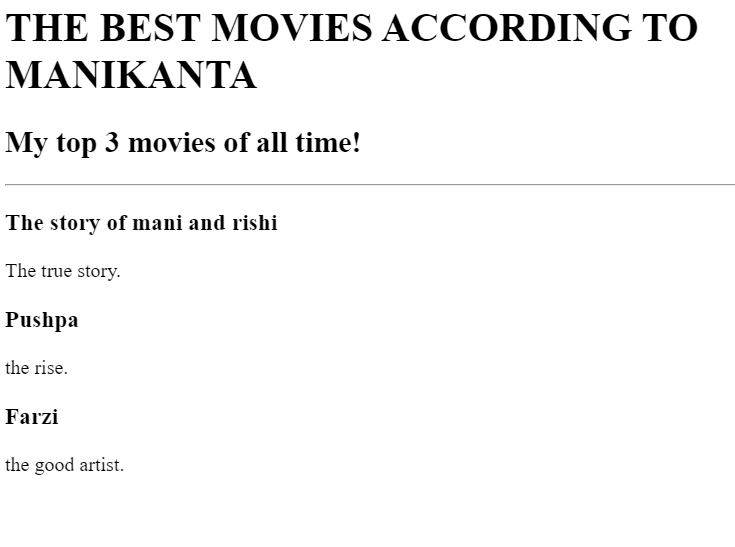 THE BEST MOVIES ACCORDING TO
MANIKANTA
My top 3 movies of all time!
The story of mani and rishi
The true story.
Pushpa
the rise.
Farzi
the good artist.